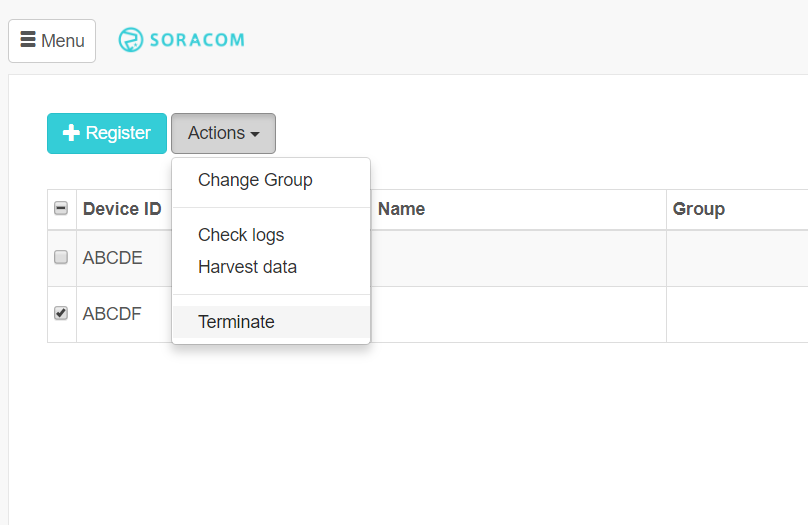 Menu
SORACOM
Register
Actions
Change Group
Check logs
Harvest data
Terminate
Device ID
Name
Group
ABCDE
ABCDF